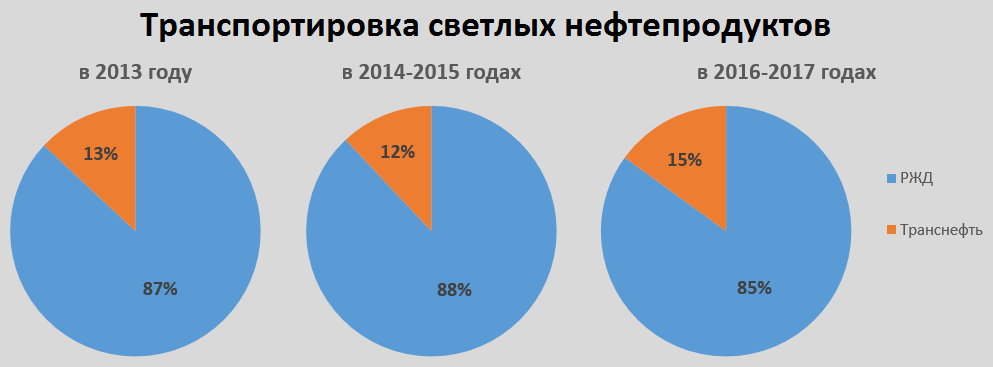 Транспортировка светлых нефтепродуктов
в 2013 году
в 2014-2015 годах
в 2016-2017 годах
13%
87%
12%
88%
15%
85%
РЖД
Транснефть